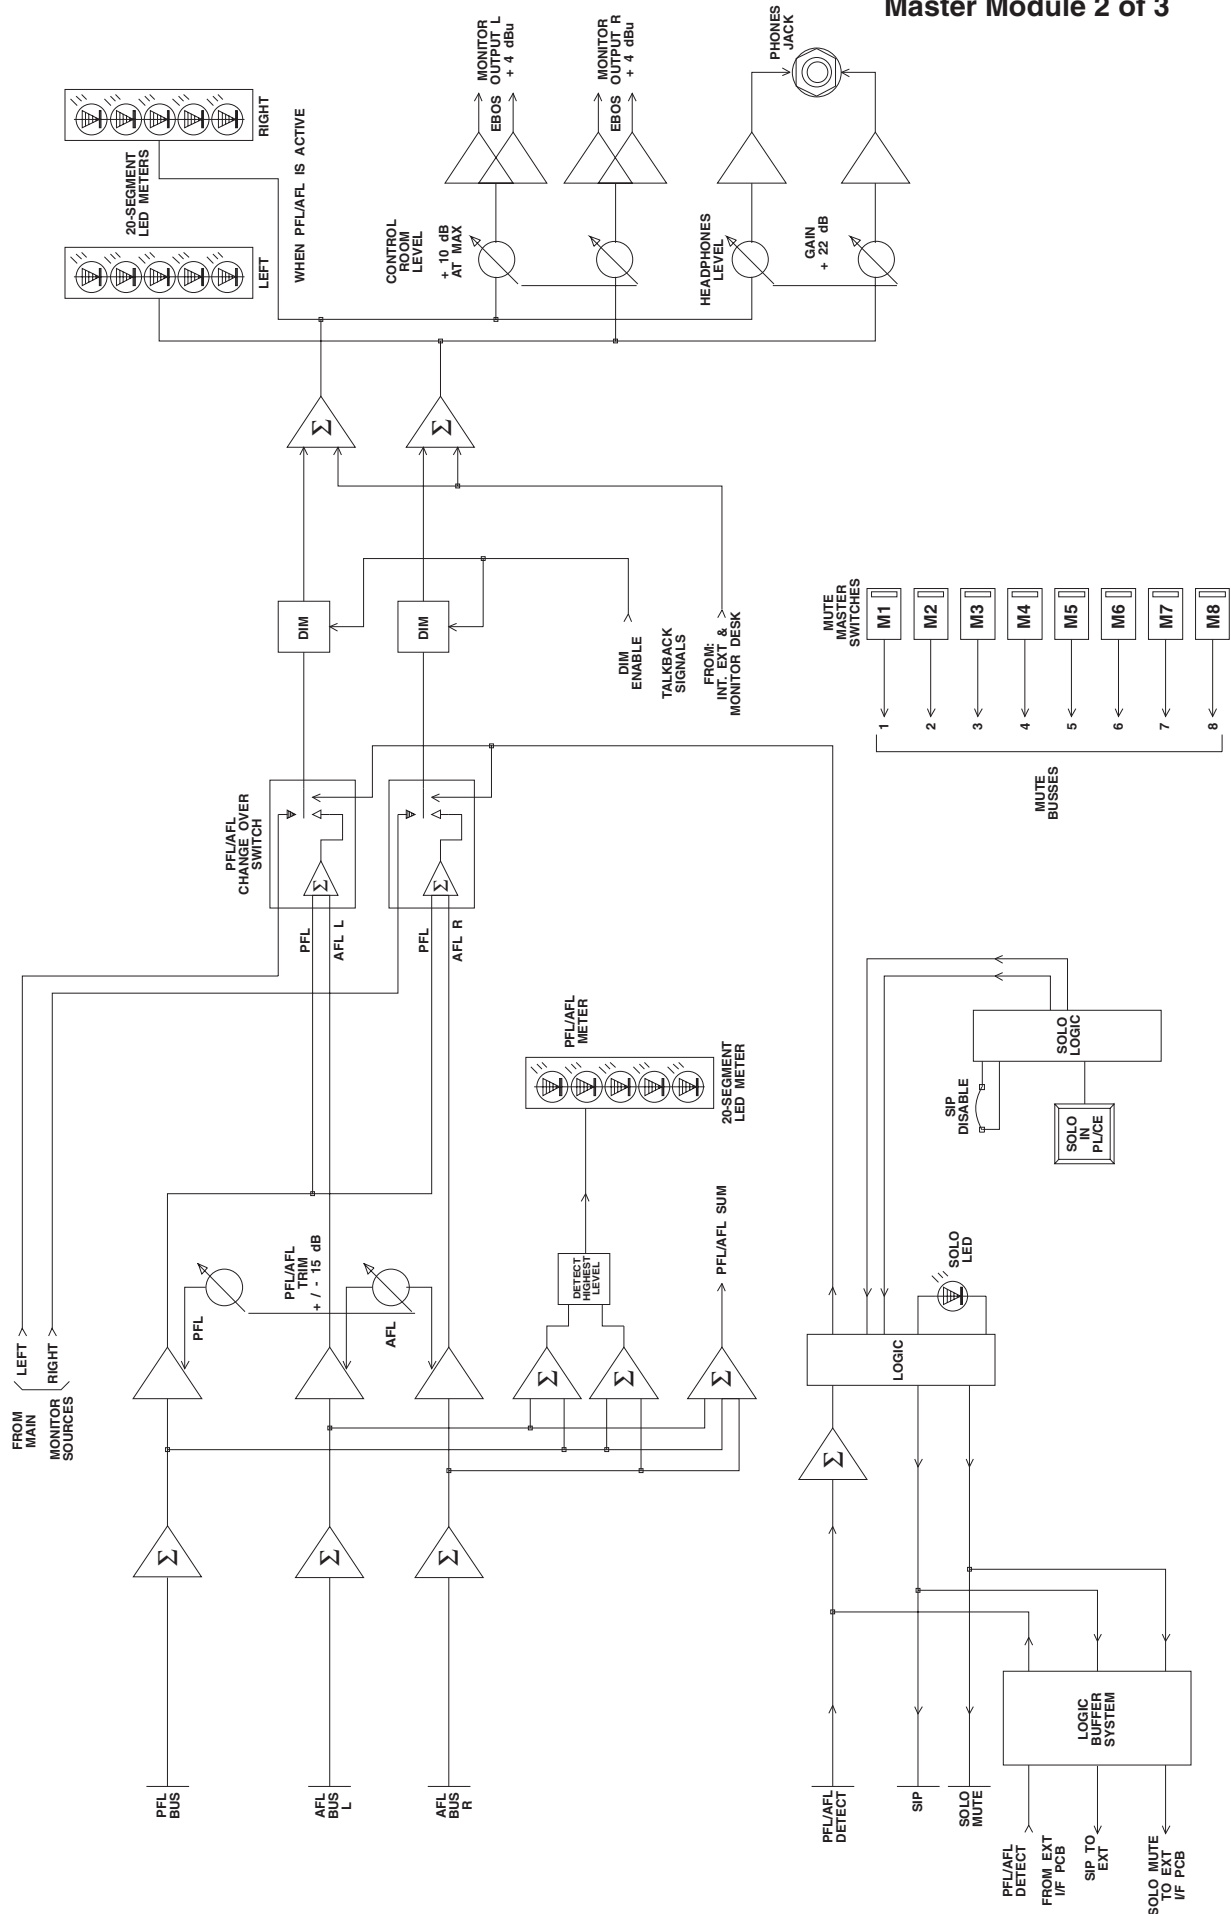 Master Module 2 of 3
20-SEGMENT
LED METERS
RIGHT
LEFT
WHEN PFL/AFL IS ACTIVE
MONITOR
OUTPUT L
+ 4 dBu
EBOS
MONITOR
OUTPUT R
+ 4 dBu
EBOS
PHONES
JACK
CONTROL
ROOM
LEVEL
+ 10 dB
AT MAX
HEADPHONES
LEVEL
GAIN
+ 22 dB
Σ
Σ
DIM
DIM
DIM
ENABLE
TALKBACK
SIGNALS
FROM:
INT. EXT &
MONITOR DESK
MUTE
MASTER
SWITCHES
M1
M2
M3
M4
M5
M6
M7
M8
1
2
3
4
5
6
7
8
MUTE
BUSSES
PFL/AFL
CHANGE OVER
SWITCH
Σ
Σ
PFL
AFL L
PFL
AFL R
PFL/AFL
METER
20-SEGMENT
LED METER
SOLO
LOGIC
SIP
DISABLE
SOLO
IN
PL/CE
FROM
MAIN
MONITOR
SOURCES
LEFT
RIGHT
PFL
PFL/AFL
TRIM
+ / - 15 dB
AFL
DETECT
HIGHEST
LEVEL
PFL/AFL SUM
Σ
Σ
Σ
SOLO
LED
LOGIC
Σ
Σ
Σ
Σ
PFL
BUS
AFL
BUS
L
AFL
BUS
R
PFL/AFL
DETECT
SIP
SOLO
MUTE
LOGIC
BUFFER
SYSTEM
PFL/AFL
DETECT
FROM EXT
I/F PCB
SIP TO
EXT
SOLO MUTE
TO EXT
I/F PCB